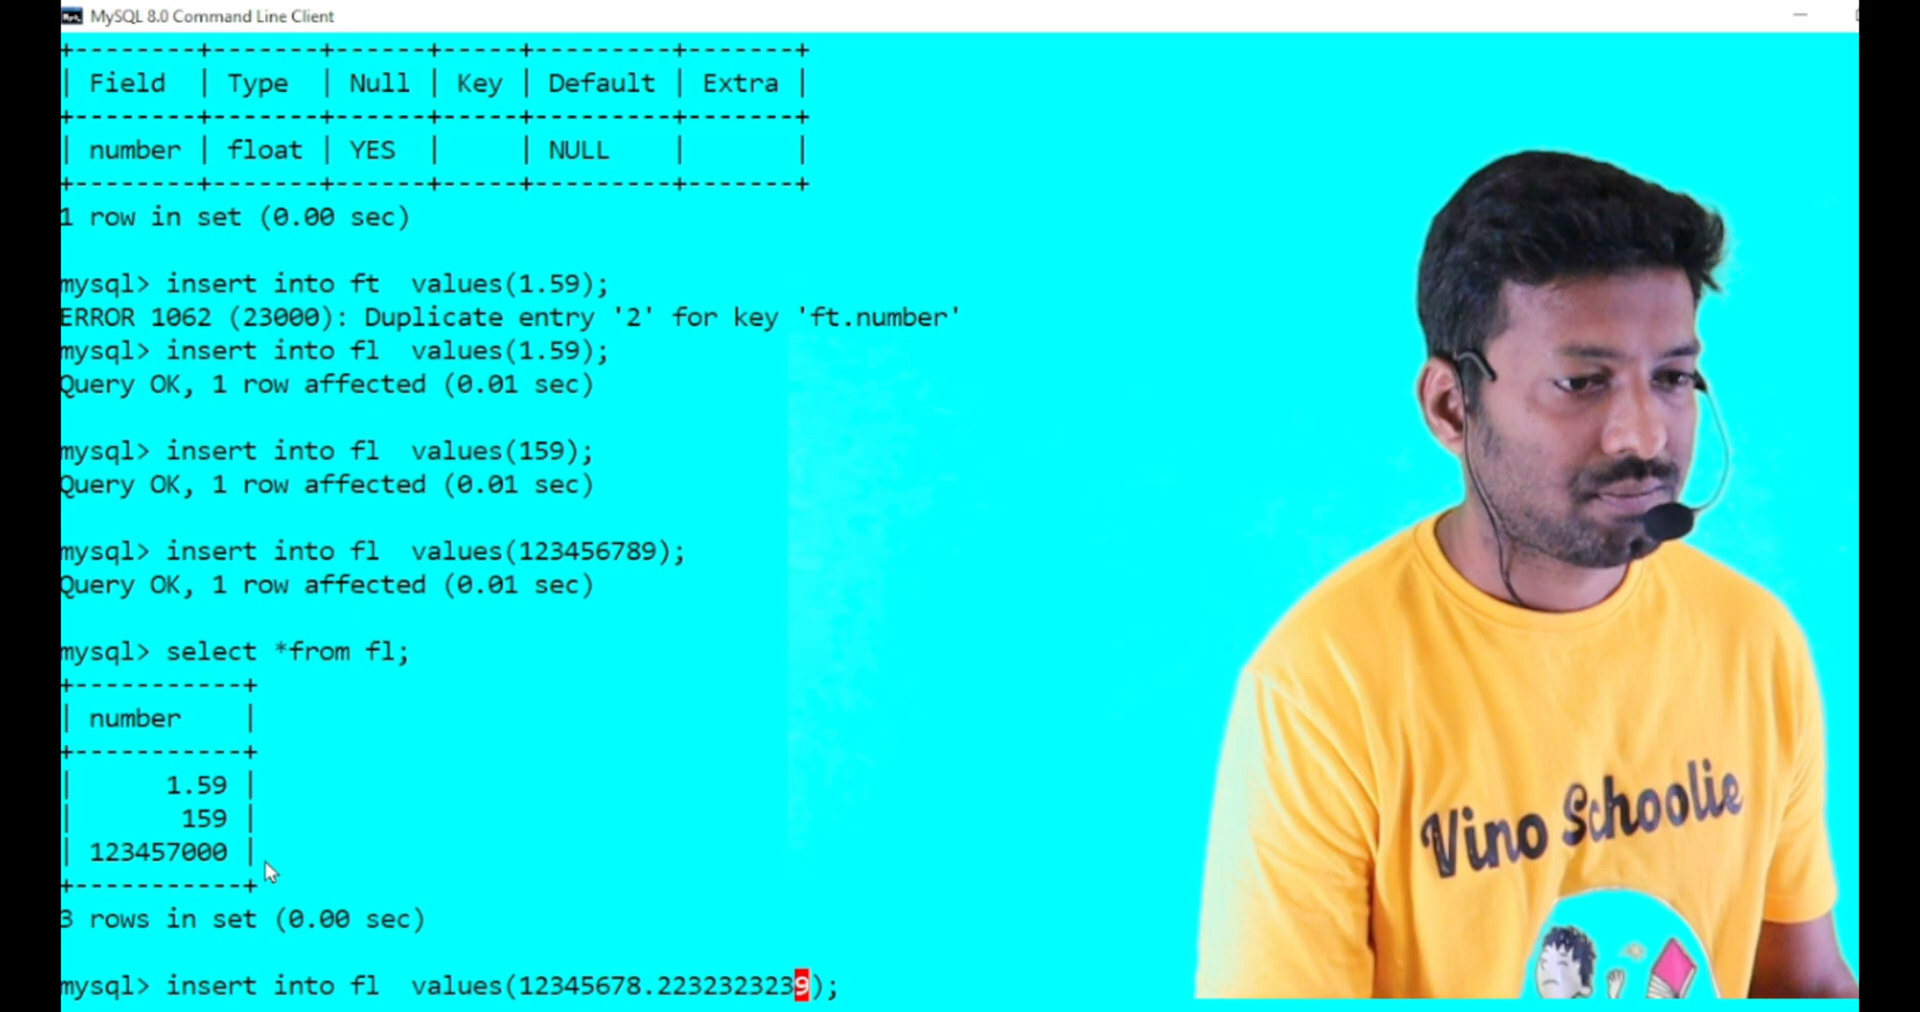 MySQL 8.0 Command Line Client
+--------+-------+------+-----+---------+-------+
| Field  | Type  | Null | Key | Default | Extra |
+--------+-------+------+-----+---------+-------+
| number | float | YES  |     | NULL    |       |
+--------+-------+------+-----+---------+-------+
1 row in set (0.00 sec)
mysql> insert into ft  values(1.59);
ERROR 1062 (23000): Duplicate entry '2' for key 'ft.number'
mysql> insert into fl  values(1.59);
Query OK, 1 row affected (0.01 sec)
mysql> insert into fl  values(159);
Query OK, 1 row affected (0.01 sec)
mysql> insert into fl  values(123456789);
Query OK, 1 row affected (0.01 sec)
mysql> select *from fl;
+-----------+
| number    |
+-----------+
|      1.59 |
|       159 |
| 123457000 |
+-----------+
3 rows in set (0.00 sec)
mysql> insert into fl  values(12345678.2232323239);
Vino Schoolie